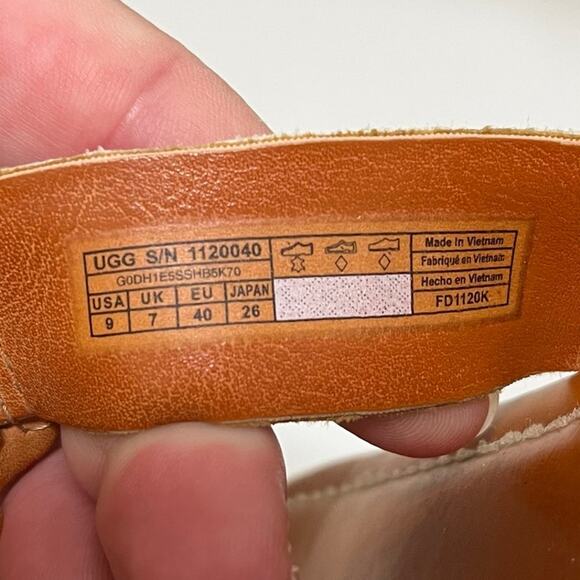 UGG S/N 1120040
G0DH1E5SSHB5K70
USA UK EU JAPAN
9 7 40 26
Made in Vietnam
Fabriqué en Vietnam
Hecho en Vietnam
FD1120K